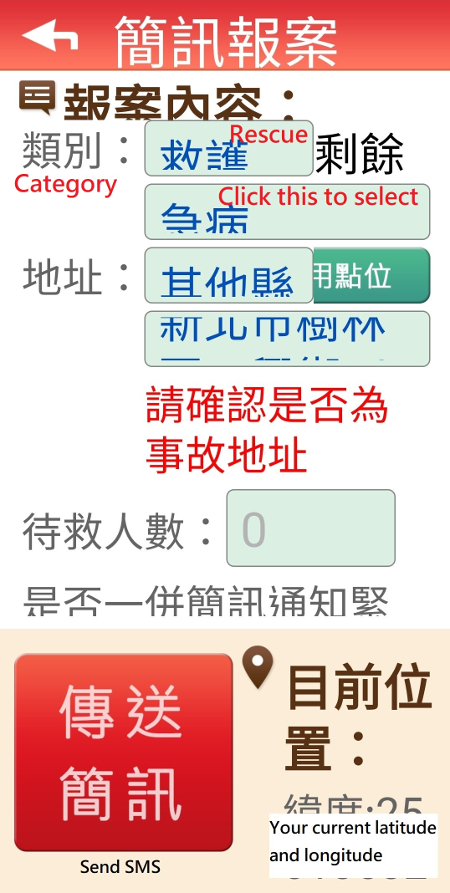 簡訊報案
報案內容：
類別： 救護 Rescue 剩餘
Category
急病 Click this to select
地址： 其他縣 用點位
新北市樹林
請確認是否為
事故地址
待救人數： 0
是否一併簡訊通知緊
傳送
簡訊
Send SMS
目前位
置：
緯度:25
Your current latitude
and longitude